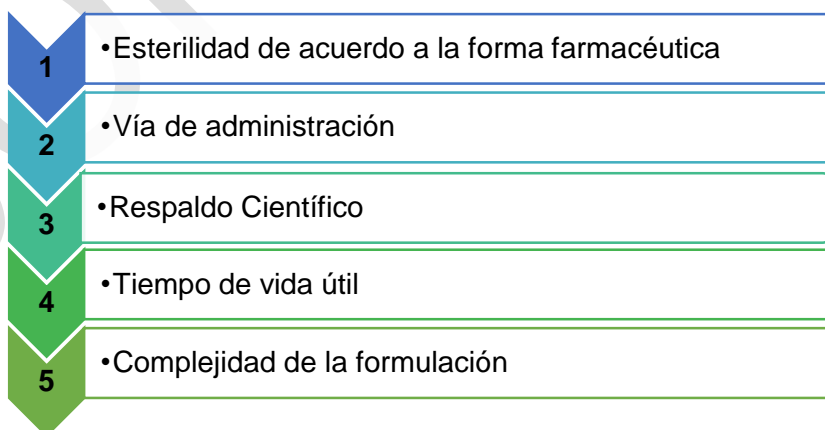 1 •Esterilidad de acuerdo a la forma farmacéutica
2 •Vía de administración
3 •Respaldo Científico
4 •Tiempo de vida útil
5 •Complejidad de la formulación